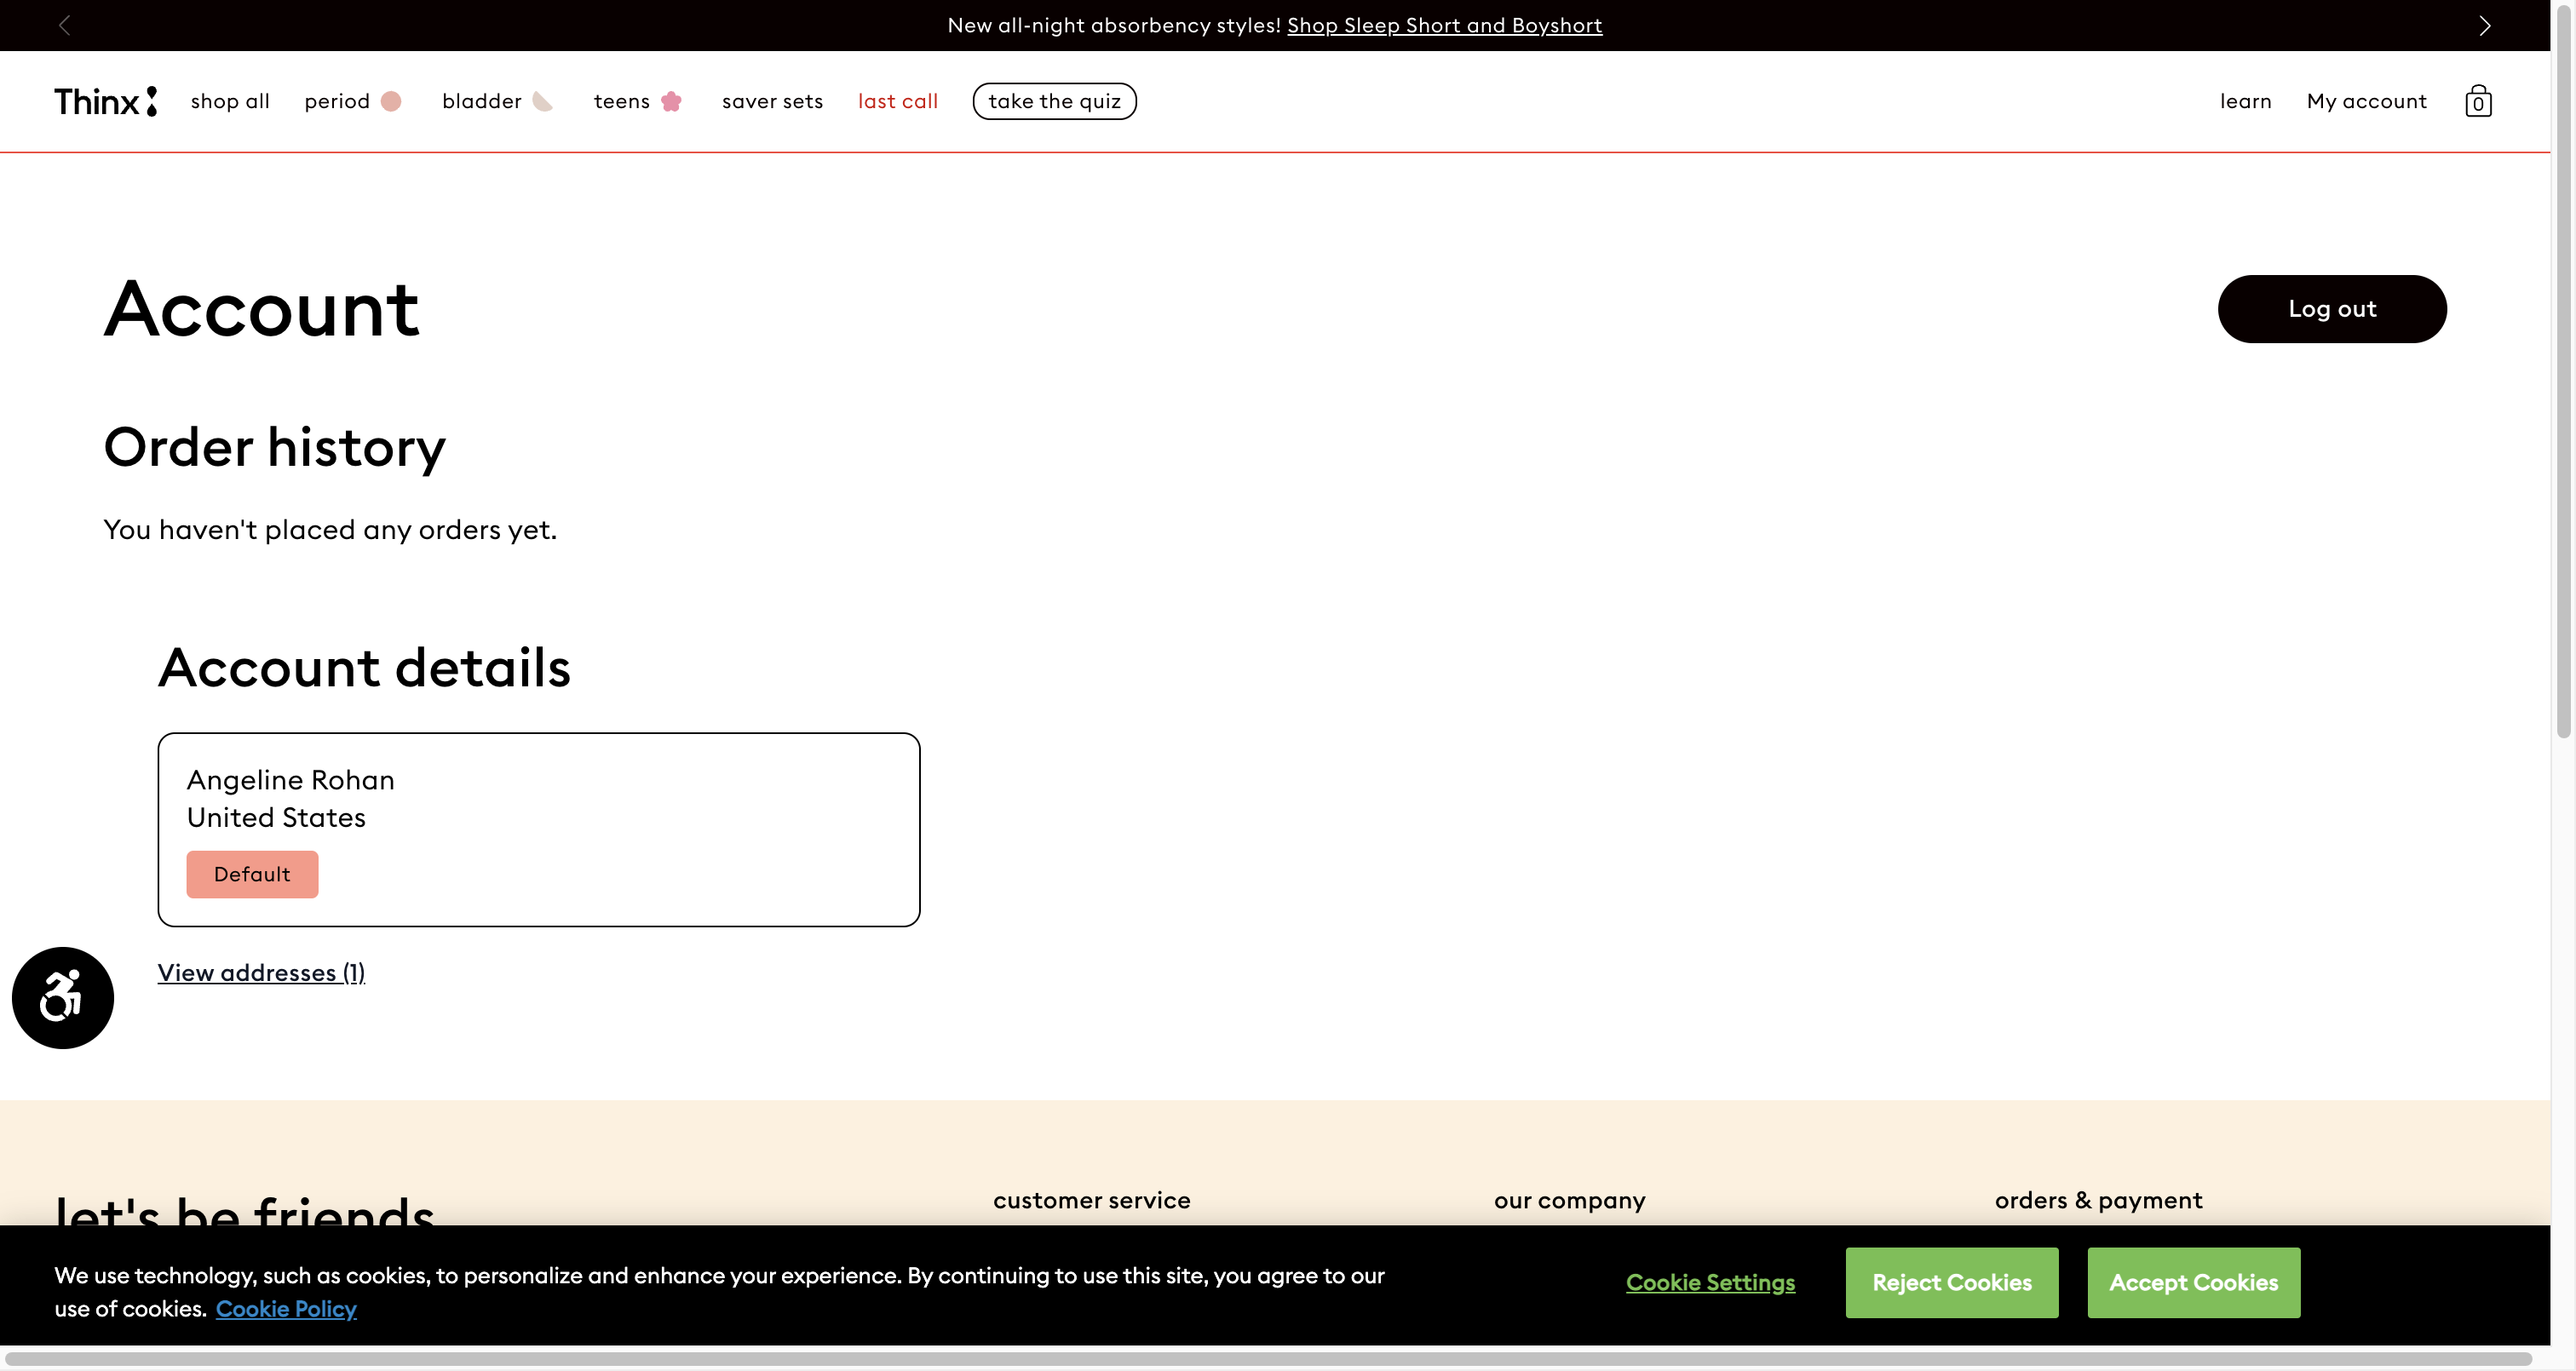 New all-night absorbency styles! Shop Sleep Short and Boyshort
Thinx shop all period bladder teens saver sets last call take the quiz learn My account 0
Account
Log out
Order history
You haven't placed any orders yet.
Account details
Angeline Rohan
United States
Default
View addresses (1)
let's be friends
customer service
our company
orders & payment
We use technology, such as cookies, to personalize and enhance your experience. By continuing to use this site, you agree to our
use of cookies. Cookie Policy
Cookie Settings
Reject Cookies
Accept Cookies